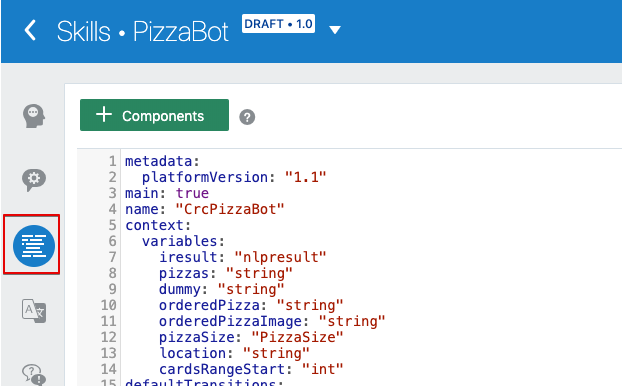 Skills • PizzaBot DRAFT • 1.0
+ Components ?
1 metadata:
2   platformVersion: "1.1"
3 main: true
4 name: "CrcPizzaBot"
5 context:
6   variables:
7     iresult: "nlpresult"
8     pizzas: "string"
9     dummy: "string"
10     orderedPizza: "string"
11     orderedPizzaImage: "string"
12     pizzaSize: "PizzaSize"
13     location: "string"
14     cardsRangeStart: "int"
15 defaultTransitions: